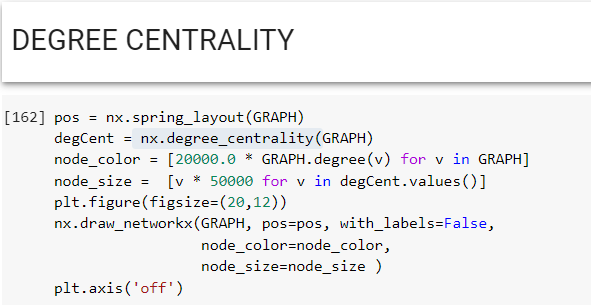 DEGREE CENTRALITY
[162] pos = nx.spring_layout(GRAPH)
degCent = nx.degree_centrality(GRAPH)
node_color = [20000.0 * GRAPH.degree(v) for v in GRAPH]
node_size =  [v * 50000 for v in degCent.values()]
plt.figure(figsize=(20,12))
nx.draw_networkx(GRAPH, pos=pos, with_labels=False,
node_color=node_color,
node_size=node_size )
plt.axis('off')